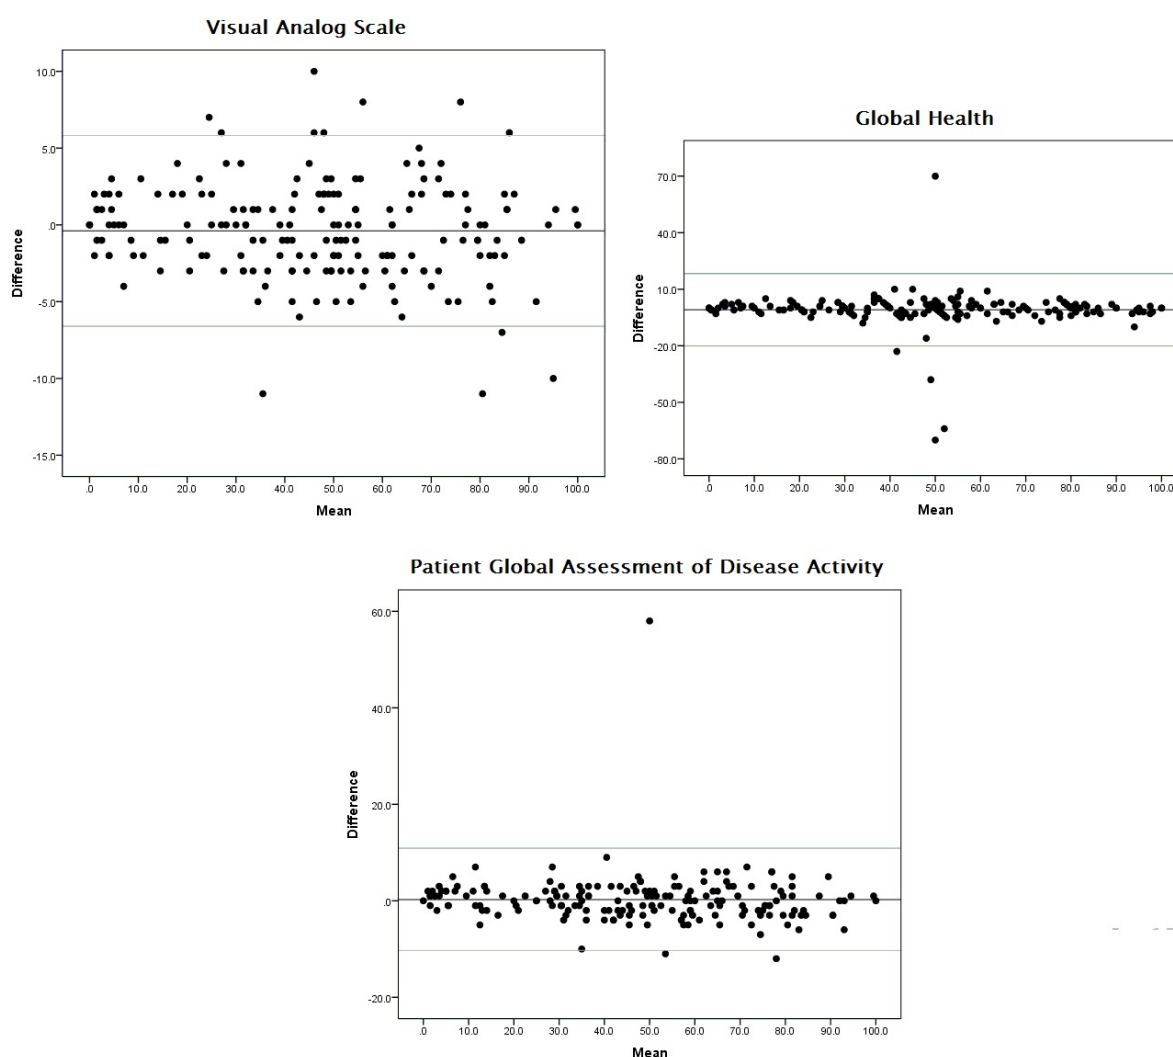 Visual Analog Scale
10.0
5.0
.0
-5.0
-10.0
-15.0
Difference
.0 10.0 20.0 30.0 40.0 50.0 60.0 70.0 80.0 90.0 100.0
Mean
Global Health
70.0
40.0
10.0
-20.0
-50.0
-80.0
Difference
.0 10.0 20.0 30.0 40.0 50.0 60.0 70.0 80.0 90.0 100.0
Mean
Patient Global Assessment of Disease Activity
60.0
40.0
20.0
.0
-20.0
Difference
.0 10.0 20.0 30.0 40.0 50.0 60.0 70.0 80.0 90.0 100.0
Mean